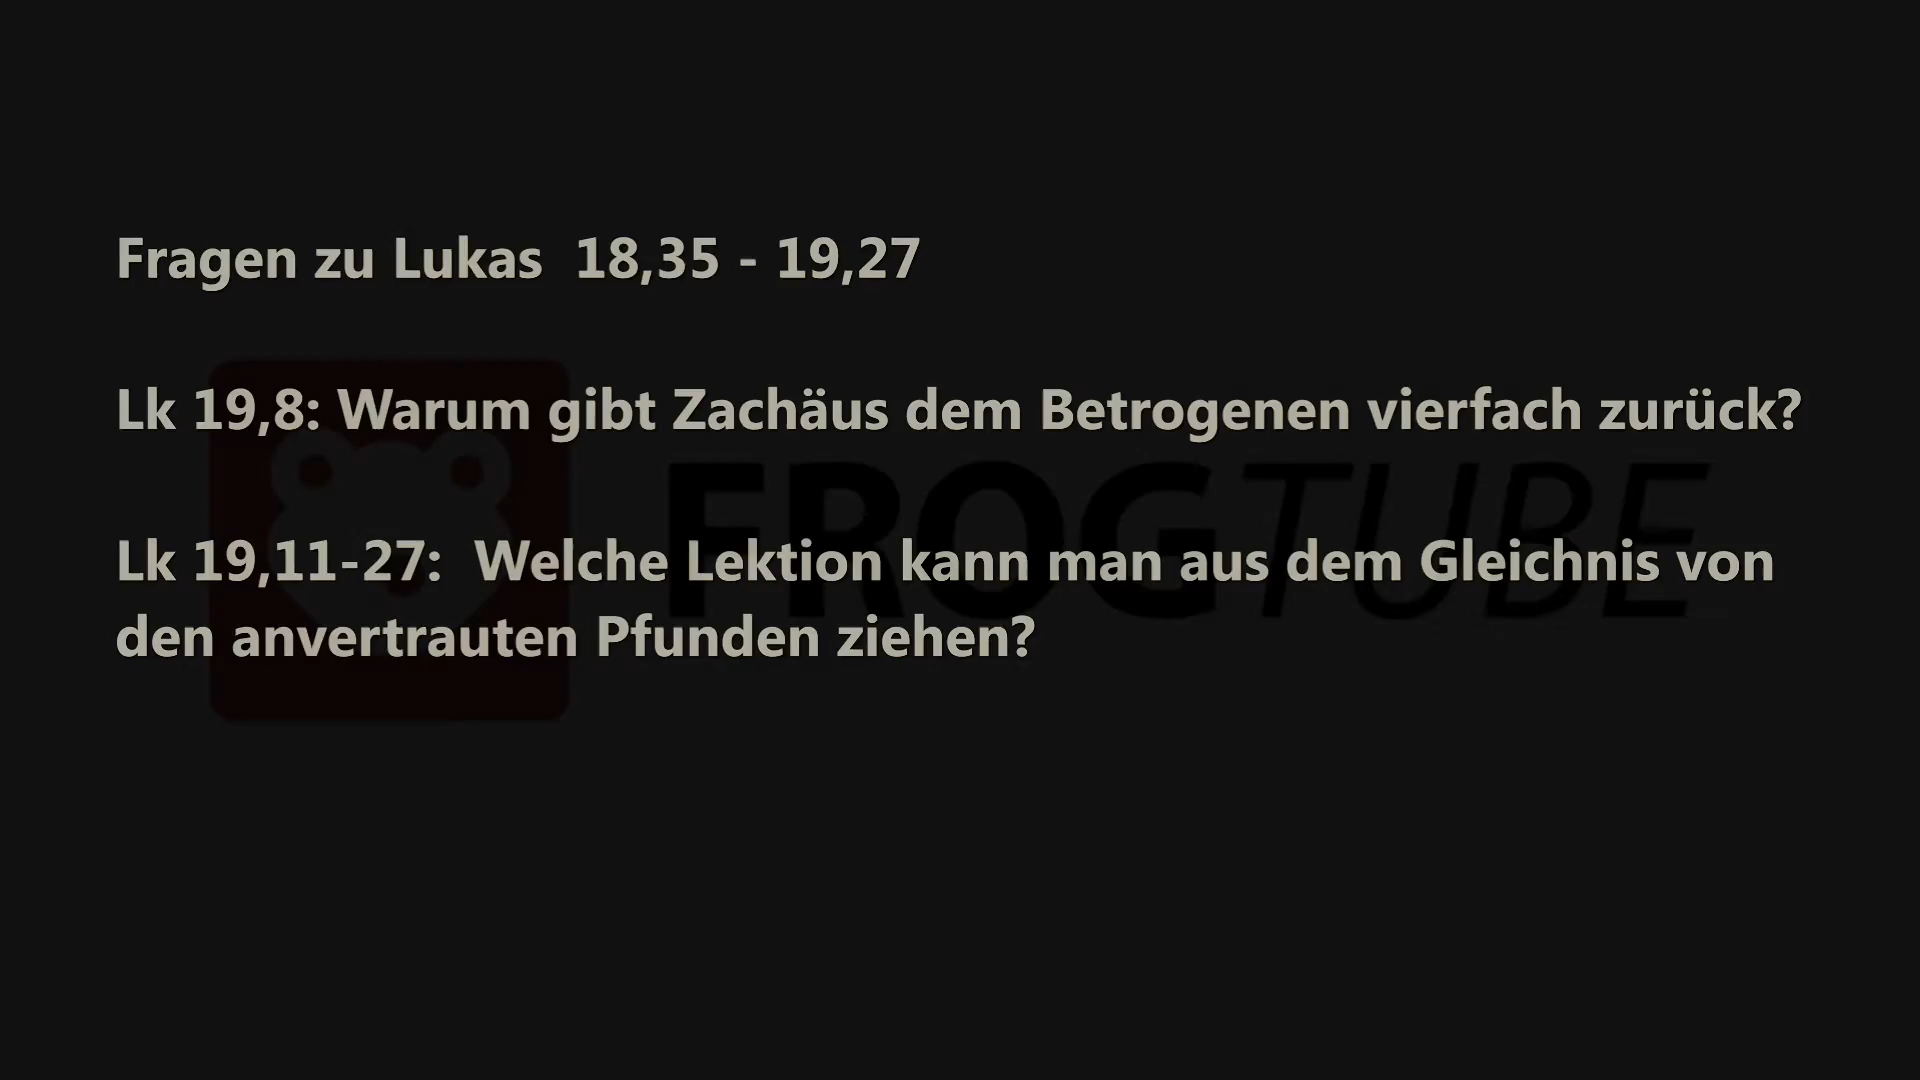 Fragen zu Lukas  18,35 - 19,27
Lk 19,8: Warum gibt Zachäus dem Betrogenen vierfach zurück?
FROGTUBE
Lk 19,11-27:  Welche Lektion kann man aus dem Gleichnis von
den anvertrauten Pfunden ziehen?